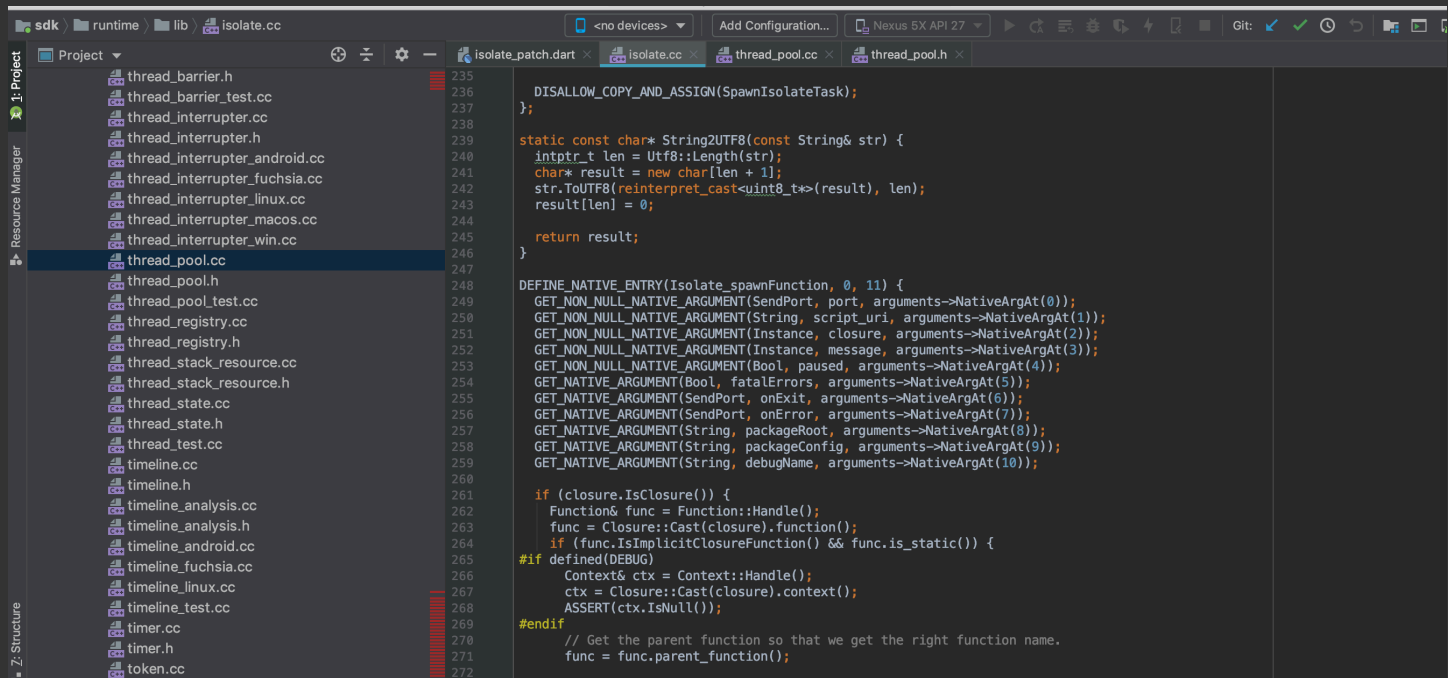 sdk runtime lib isolate.cc <no devices> Add Configuration... Nexus 5X API 27 Git:
Project isolate_patch.dart isolate.cc thread_pool.cc thread_pool.h
1: Project
Resource Manager
7: Structure
thread_barrier.h
thread_barrier_test.cc
thread_interrupter.cc
thread_interrupter.h
thread_interrupter_android.cc
thread_interrupter_fuchsia.cc
thread_interrupter_linux.cc
thread_interrupter_macos.cc
thread_interrupter_win.cc
thread_pool.cc
thread_pool.h
thread_pool_test.cc
thread_registry.cc
thread_registry.h
thread_stack_resource.cc
thread_stack_resource.h
thread_state.cc
thread_state.h
thread_test.cc
timeline.cc
timeline.h
timeline_analysis.cc
timeline_analysis.h
timeline_android.cc
timeline_fuchsia.cc
timeline_linux.cc
timeline_test.cc
timer.cc
timer.h
token.cc
235
236 DISALLOW_COPY_AND_ASSIGN(SpawnIsolateTask);
237 };
238
239 static const char* String2UTF8(const String& str) {
240 intptr_t len = Utf8::Length(str);
241 char* result = new char[len + 1];
242 str.ToUTF8(reinterpret_cast<uint8_t*>(result), len);
243 result[len] = 0;
244
245 return result;
246 }
247
248 DEFINE_NATIVE_ENTRY(Isolate_spawnFunction, 0, 11) {
249 GET_NON_NULL_NATIVE_ARGUMENT(SendPort, port, arguments->NativeArgAt(0));
250 GET_NON_NULL_NATIVE_ARGUMENT(String, script_uri, arguments->NativeArgAt(1));
251 GET_NON_NULL_NATIVE_ARGUMENT(Instance, closure, arguments->NativeArgAt(2));
252 GET_NON_NULL_NATIVE_ARGUMENT(Instance, message, arguments->NativeArgAt(3));
253 GET_NON_NULL_NATIVE_ARGUMENT(Bool, paused, arguments->NativeArgAt(4));
254 GET_NATIVE_ARGUMENT(Bool, fatalErrors, arguments->NativeArgAt(5));
255 GET_NATIVE_ARGUMENT(SendPort, onExit, arguments->NativeArgAt(6));
256 GET_NATIVE_ARGUMENT(SendPort, onError, arguments->NativeArgAt(7));
257 GET_NATIVE_ARGUMENT(String, packageRoot, arguments->NativeArgAt(8));
258 GET_NATIVE_ARGUMENT(String, packageConfig, arguments->NativeArgAt(9));
259 GET_NATIVE_ARGUMENT(String, debugName, arguments->NativeArgAt(10));
260
261 if (closure.IsClosure()) {
262 Function& func = Function::Handle();
263 func = Closure::Cast(closure).function();
264 if (func.IsImplicitClosureFunction() && func.is_static()) {
265 #if defined(DEBUG)
266 Context& ctx = Context::Handle();
267 ctx = Closure::Cast(closure).context();
268 ASSERT(ctx.IsNull());
269 #endif
270 // Get the parent function so that we get the right function name.
271 func = func.parent_function();
272